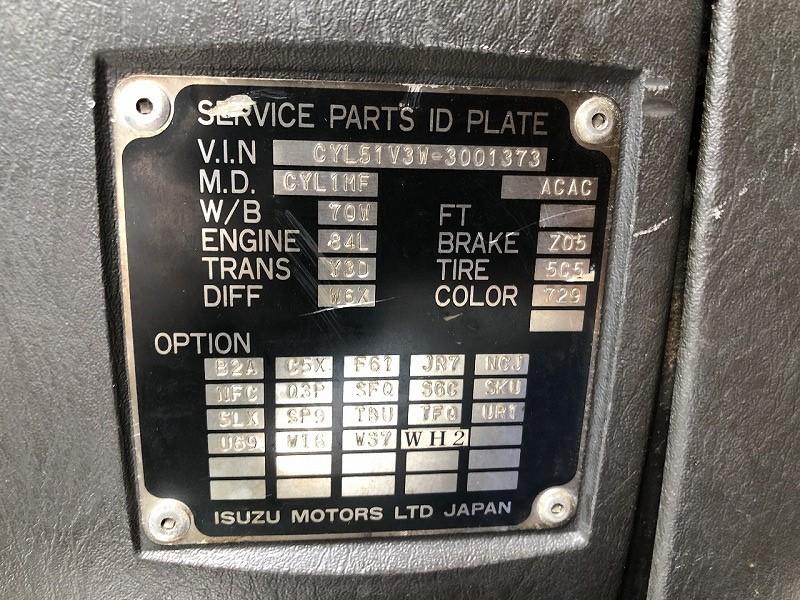 SERVICE PARTS ID PLATE
V.I.N CYL51V3W-3001373
M.D. CYL1MF ACAC
W/B 70W FT
ENGINE 84L BRAKE Z05
TRANS Y3D TIRE 5C5
DIFF W6X COLOR 729
OPTION
B2A C5X F61 JR7 NCJ
NFC Q3P SFQ S6C SKU
SLX SP9 TBU TFQ UR1
U69 W16 WS7 WH2
ISUZU MOTORS LTD JAPAN